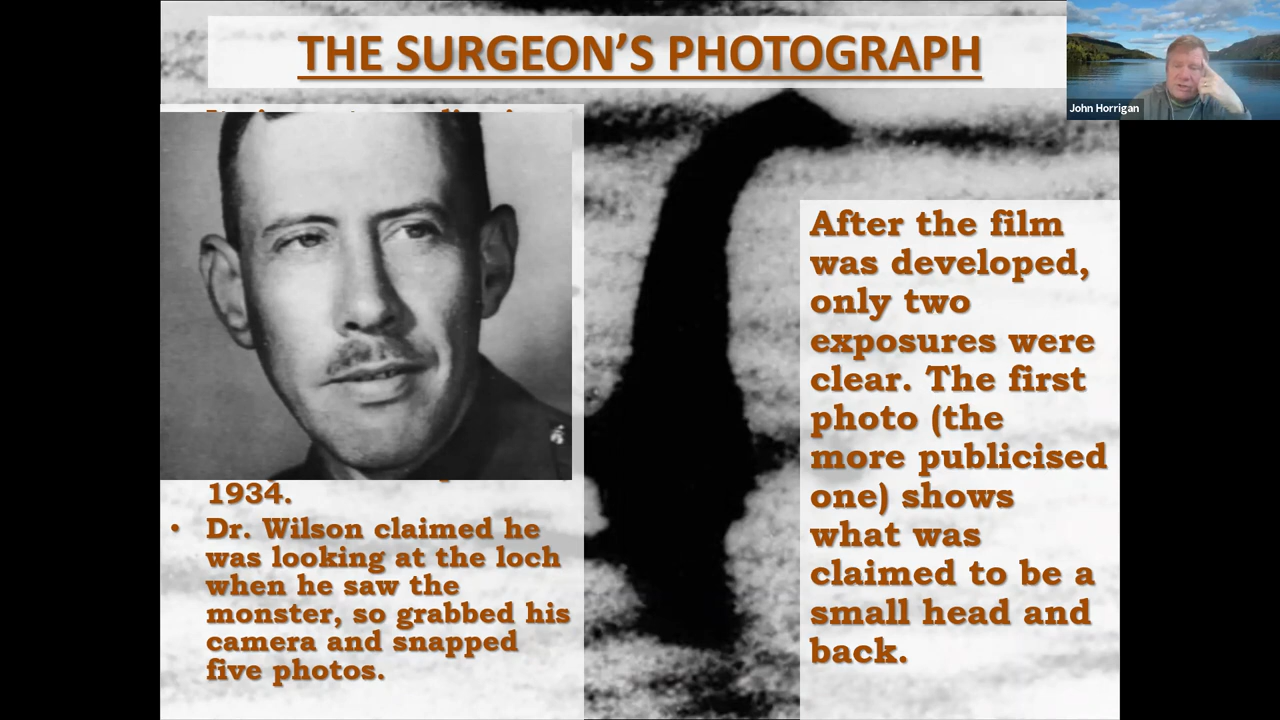 THE SURGEON'S PHOTOGRAPH
John Horrigan
1934.
• Dr. Wilson claimed he
was looking at the loch
when he saw the
monster, so grabbed his
camera and snapped
five photos.
After the film
was developed,
only two
exposures were
clear. The first
photo (the
more publicised
one) shows
what was
claimed to be a
small head and
back.